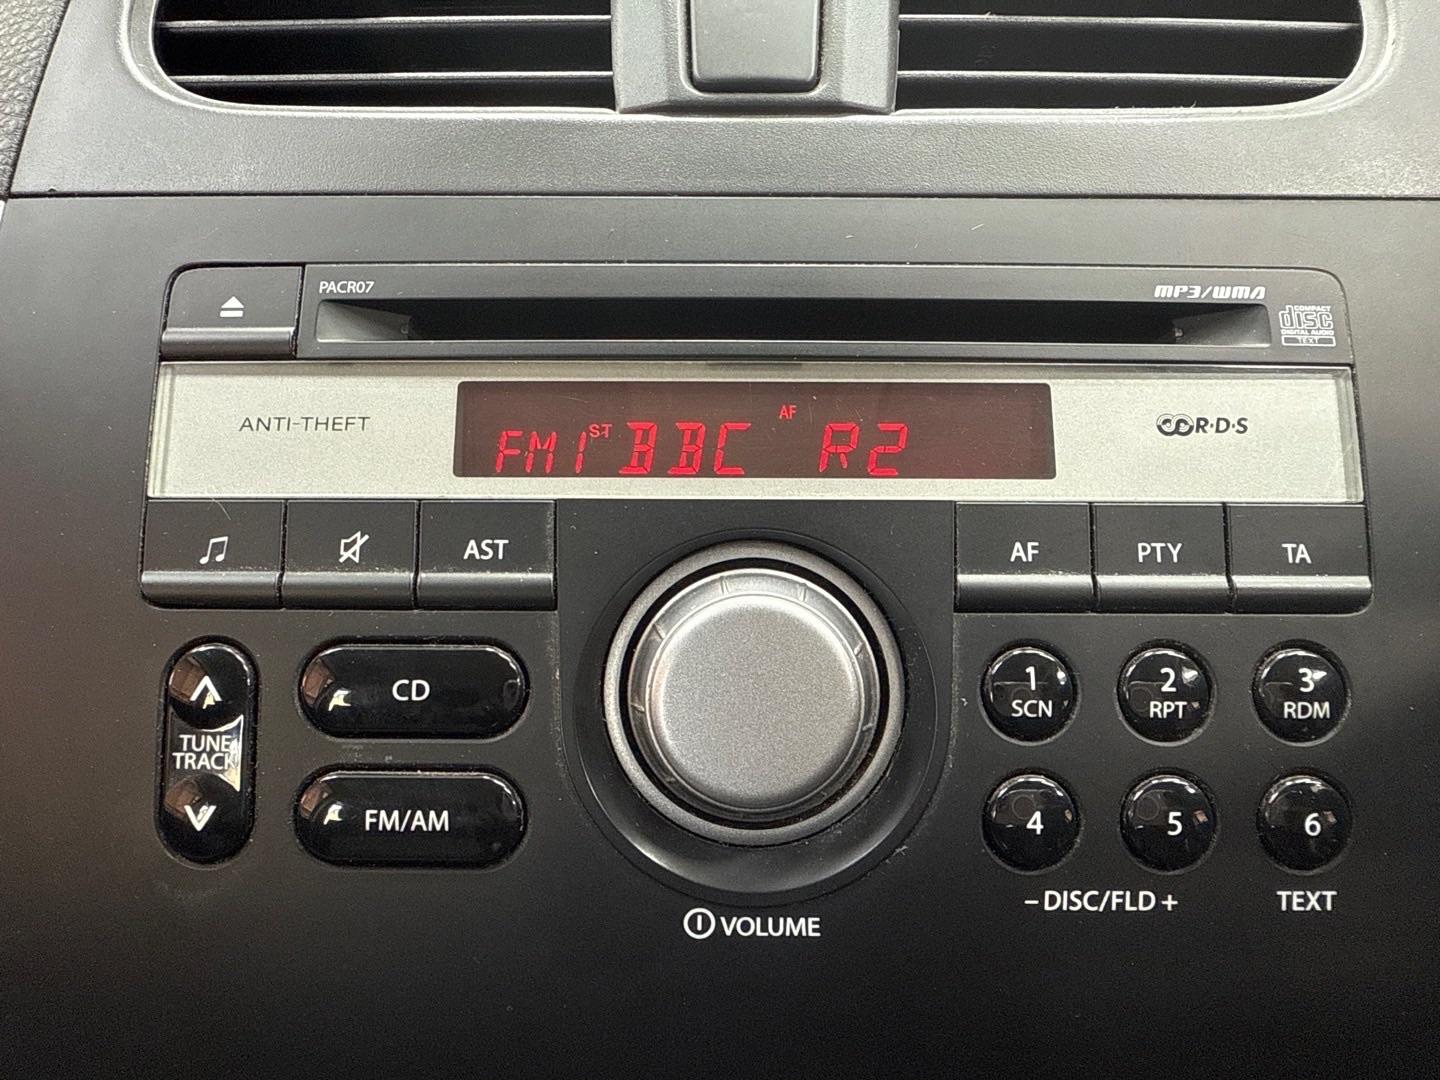 PACR07 MP3/WMA
COMPACT
disc
DIGITAL AUDIO
TEXT
ANTI-THEFT
AF
FM1 ST BBC R2
R·D·S
AST AF PTY TA
TUNE
TRACK
CD
FM/AM
1
SCN
2
RPT
3
RDM
4 5 6
– DISC/FLD + TEXT
VOLUME